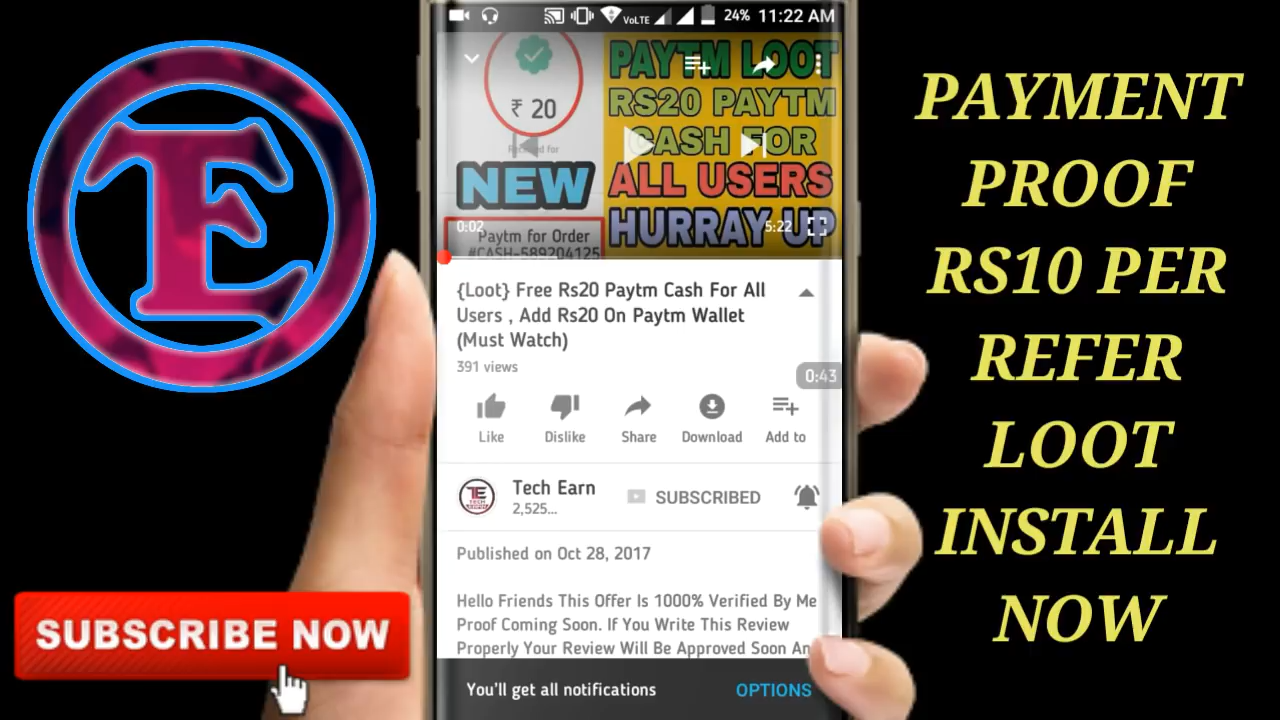 E
SUBSCRIBE NOW
VoLTE 24% 11:22 AM
₹ 20
NEW
Paytm for Order
#CASH-589204125
PAYTM LOOT
RS20 PAYTM
CASH FOR
ALL USERS
HURRAY UP
0:02
5:22
{Loot} Free Rs20 Paytm Cash For All
Users , Add Rs20 On Paytm Wallet
(Must Watch)
391 views
0:43
Like Dislike Share Download Add to
TE
Tech Earn
2,525...
SUBSCRIBED
Published on Oct 28, 2017
Hello Friends This Offer Is 1000% Verified By Me
Proof Coming Soon. If You Write This Review
Properly Your Review Will Be Approved Soon An
You'll get all notifications OPTIONS
PAYMENT
PROOF
RS10 PER
REFER
LOOT
INSTALL
NOW